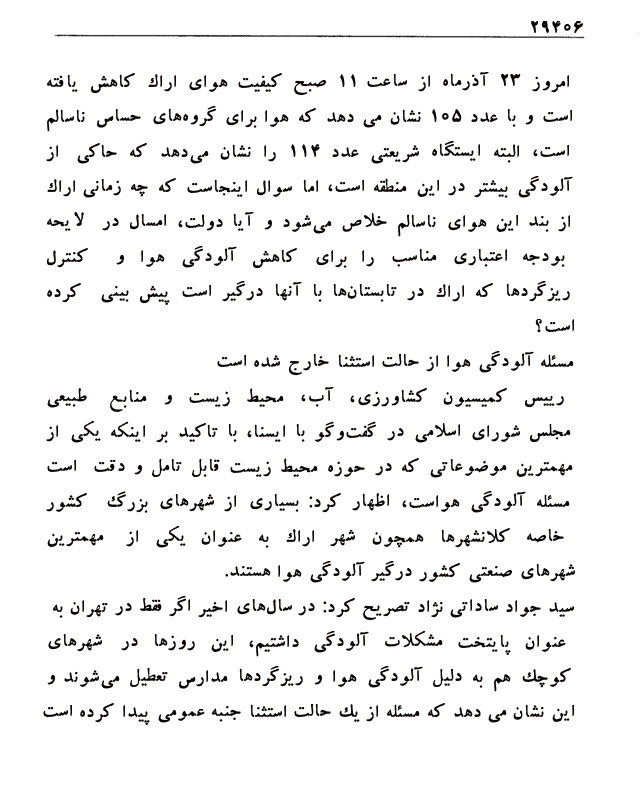 ۲۹۴۰۶
امروز ۲۳ آذرماه از ساعت ۱۱ صبح کیفیت هوای اراک کاهش یافته
است و با عدد ۱۰۵ نشان می دهد که هوا برای گروه‌های حساس ناسالم
است، البته ایستگاه شریعتی عدد ۱۱۴ را نشان می‌دهد که حاکی از
آلودگی بیشتر در این منطقه است، اما سوال اینجاست که چه زمانی اراک
از بند این هوای ناسالم خلاص می‌شود و آیا دولت، امسال در لایحه
بودجه اعتباری مناسب را برای کاهش آلودگی هوا و کنترل
ریزگردها که اراک در تابستان‌ها با آنها درگیر است پیش بینی کرده
است؟
مسئله آلودگی هوا از حالت استثنا خارج شده است
رییس کمیسیون کشاورزی، آب، محیط زیست و منابع طبیعی
مجلس شورای اسلامی در گفت‌وگو با ایسنا، با تاکید بر اینکه یکی از
مهمترین موضوعاتی که در حوزه محیط زیست قابل تامل و دقت است
مسئله آلودگی هواست، اظهار کرد: بسیاری از شهرهای بزرگ کشور
خاصه کلانشهرها همچون شهر اراک به عنوان یکی از مهمترین
شهرهای صنعتی کشور درگیر آلودگی هوا هستند.
سید جواد ساداتی نژاد تصریح کرد: در سال‌های اخیر اگر فقط در تهران به
عنوان پایتخت مشکلات آلودگی داشتیم، این روزها در شهرهای
کوچک هم به دلیل آلودگی هوا و ریزگردها مدارس تعطیل می‌شوند و
این نشان می دهد که مسئله از یک حالت استثنا جنبه عمومی پیدا کرده است